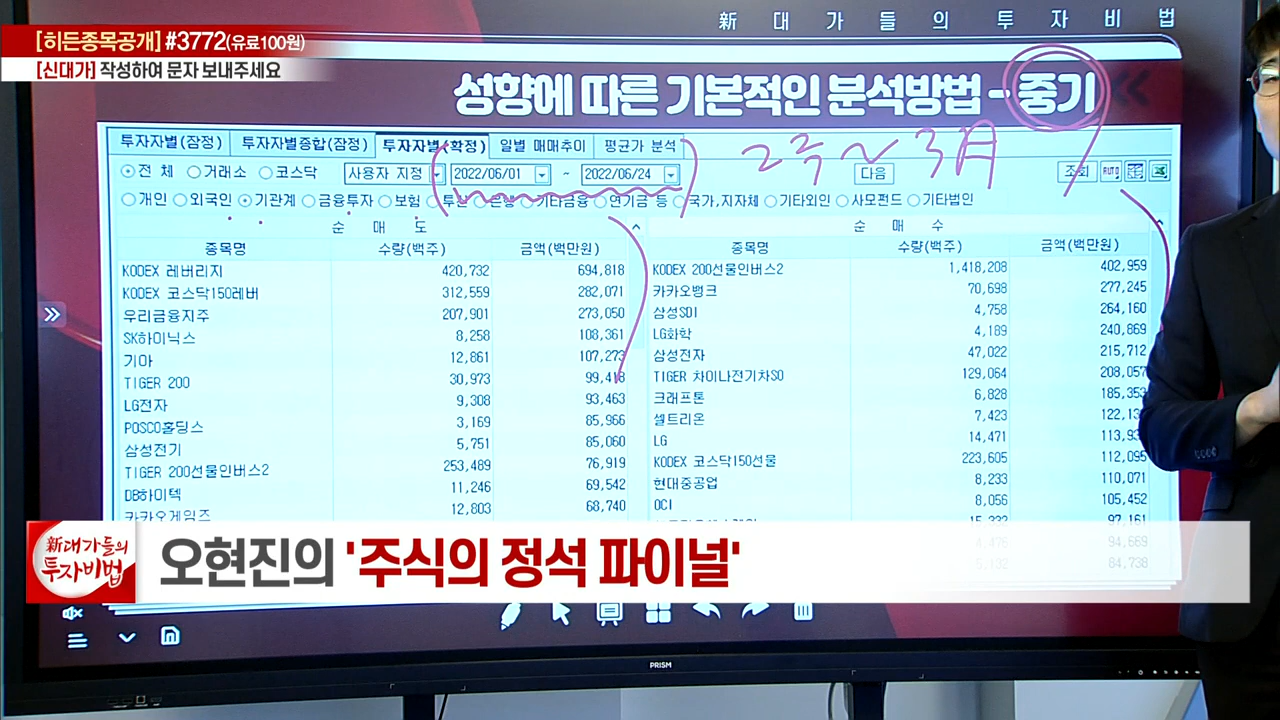 新 대가들의 투자비법
[히든종목공개] #3772(유료100원)
[신대가] 작성하여 문자 보내주세요
성향에 따른 기본적인 분석방법 - 중기
투자자별(잠정) 투자자별종합(잠정) 투자자별(확정) 일별 매매추이 평균가 분석
2주 ~ 3개
전 체 거래소 코스닥 사용자 지정 2022/06/01 ~ 2022/06/24 다음 조회 AUTO
개인 외국인 기관계 금융투자 보험 투신 은행 기타금융 연기금 등 국가,지자체 기타외인 사모펀드 기타법인
순 매 도 순 매 수
종목명 수량(백주) 금액(백만원) 종목명 수량(백주) 금액(백만원)
KODEX 레버리지 420,732 694,818 KODEX 200선물인버스2 1,418,208 402,959
KODEX 코스닥150레버 312,559 282,071 카카오뱅크 70,698 277,245
우리금융지주 207,901 273,050 삼성SDI 4,758 264,160
SK하이닉스 8,258 108,361 LG화학 4,189 240,869
기아 12,861 107,273 삼성전자 47,022 215,712
TIGER 200 30,973 99,418 TIGER 차이나전기차SO 129,064 208,057
LG전자 9,308 93,463 크래프톤 6,828 185,353
POSCO홀딩스 3,169 85,966 셀트리온 7,423
삼성전기 5,751 85,060 LG 14,471
TIGER 200선물인버스2 253,489 76,919 KODEX 코스닥150선물 223,605 112,095
DB하이텍 11,246 69,542 현대중공업 8,233 110,071
카카오게임즈 12,803 68,740 OCI 8,056 105,452
97,161
4,476 94,669
84,738
新대가들의
투자비법
오현진의 '주식의 정석 파이널'
PRISM